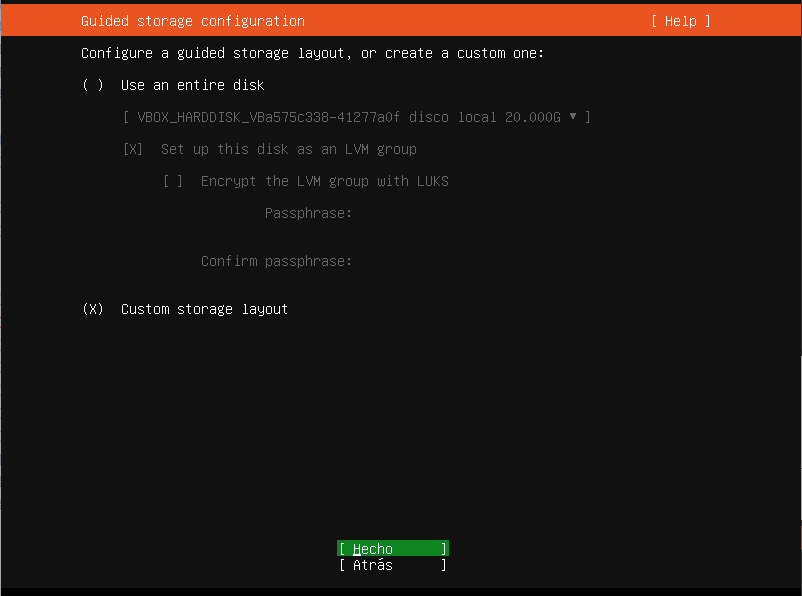 Guided storage configuration [ Help ]
Configure a guided storage layout, or create a custom one:
( ) Use an entire disk
[ VBOX_HARDDISK_VBa575c338-41277a0f disco local 20.000G ▾ ]
[X] Set up this disk as an LVM group
[ ] Encrypt the LVM group with LUKS
Passphrase:
Confirm passphrase:
(X) Custom storage layout
[ Hecho ]
[ Atrás ]